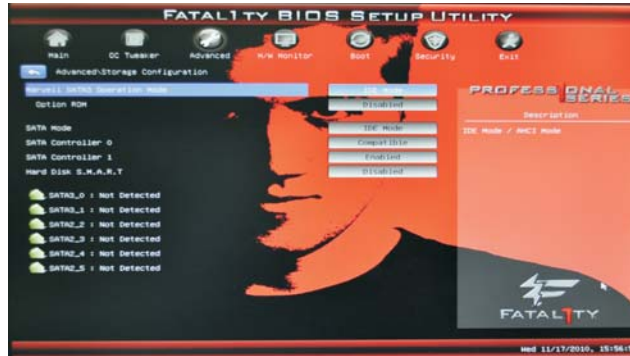 FATAL1TY BIOS SETUP UTILITY
Main OC Tweaker Advanced H/W Monitor Boot Security Exit
Advanced\Storage Configuration
Marvell SATA3 Operation Mode IDE Mode
Option ROM Disabled
SATA Mode IDE Mode
SATA Controller 0 Compatible
SATA Controller 1 Enabled
Hard Disk S.M.A.R.T Disabled
SATA3_0 : Not Detected
SATA3_1 : Not Detected
SATA2_2 : Not Detected
SATA2_3 : Not Detected
SATA2_4 : Not Detected
SATA2_5 : Not Detected
PROFESSIONAL
SERIES
Description
IDE Mode / AHCI Mode
FATAL1TY
Wed 11/17/2010, 15:56: